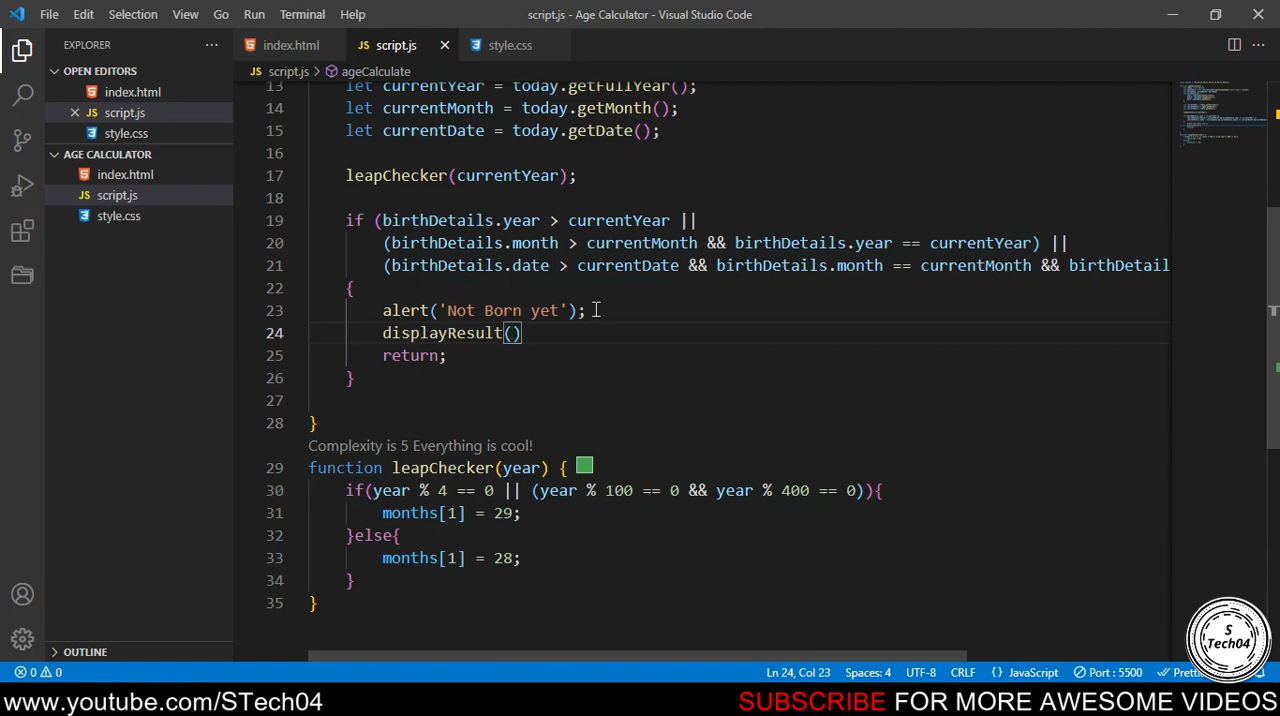 File Edit Selection View Go Run Terminal Help script.js - Age Calculator - Visual Studio Code
EXPLORER
index.html script.js style.css
script.js > ageCalculate
OPEN EDITORS
index.html
script.js
style.css
AGE CALCULATOR
index.html
script.js
style.css
OUTLINE
13 let currentYear = today.getFullYear();
14 let currentMonth = today.getMonth();
15 let currentDate = today.getDate();
16
17 leapChecker(currentYear);
18
19 if (birthDetails.year > currentYear ||
20 (birthDetails.month > currentMonth && birthDetails.year == currentYear) ||
21 (birthDetails.date > currentDate && birthDetails.month == currentMonth && birthDetail
22 {
23 alert('Not Born yet');
24 displayResult()
25 return;
26 }
27
28 }
Complexity is 5 Everything is cool!
29 function leapChecker(year) {
30 if(year % 4 == 0 || (year % 100 == 0 && year % 400 == 0)){
31 months[1] = 29;
32 }else{
33 months[1] = 28;
34 }
35 }
S
Tech04
0 0 Ln 24, Col 23 Spaces: 4 UTF-8 CRLF {} JavaScript Port : 5500
www.youtube.com/STech04 SUBSCRIBE FOR MORE AWESOME VIDEOS